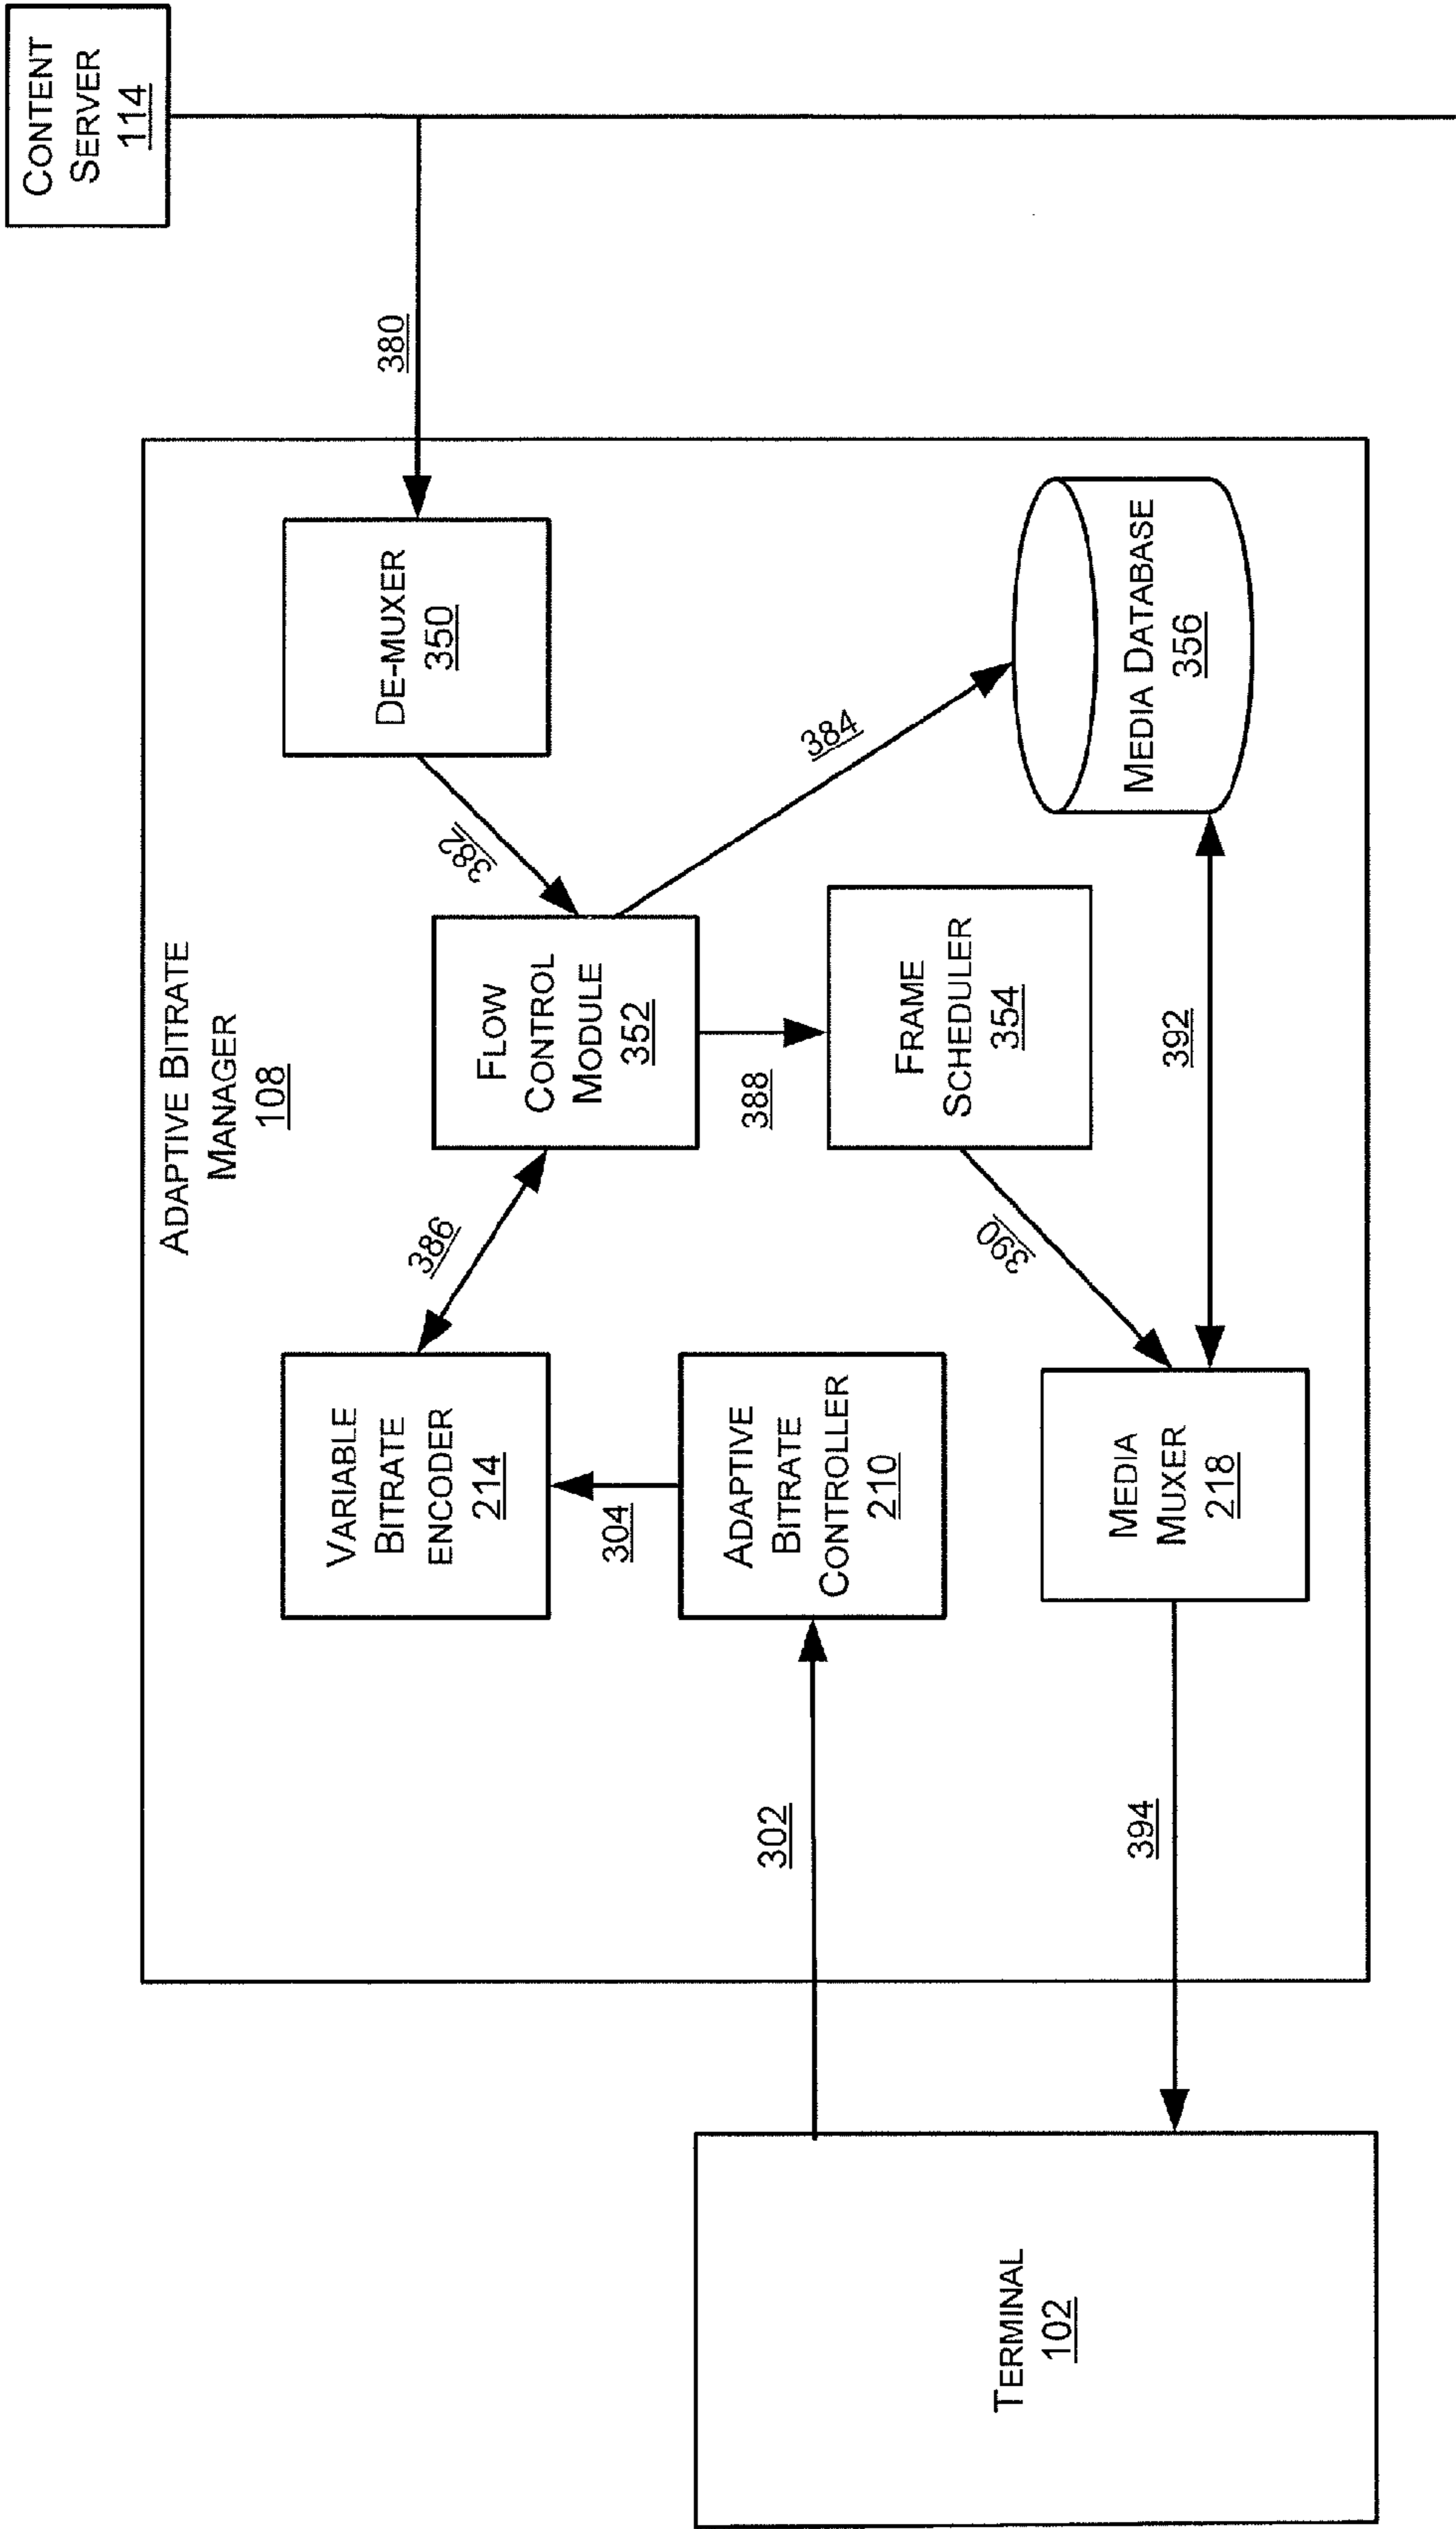 CONTENT
SERVER
114
380
ADAPTIVE BITRATE
MANAGER
108
DE-MUXER
350
382
384
FLOW
CONTROL
MODULE
352
MEDIA DATABASE
356
386
388
FRAME
SCHEDULER
354
392
390
VARIABLE
BITRATE
ENCODER
214
304
ADAPTIVE
BITRATE
CONTROLLER
210
MEDIA
MUXER
218
302
394
TERMINAL
102